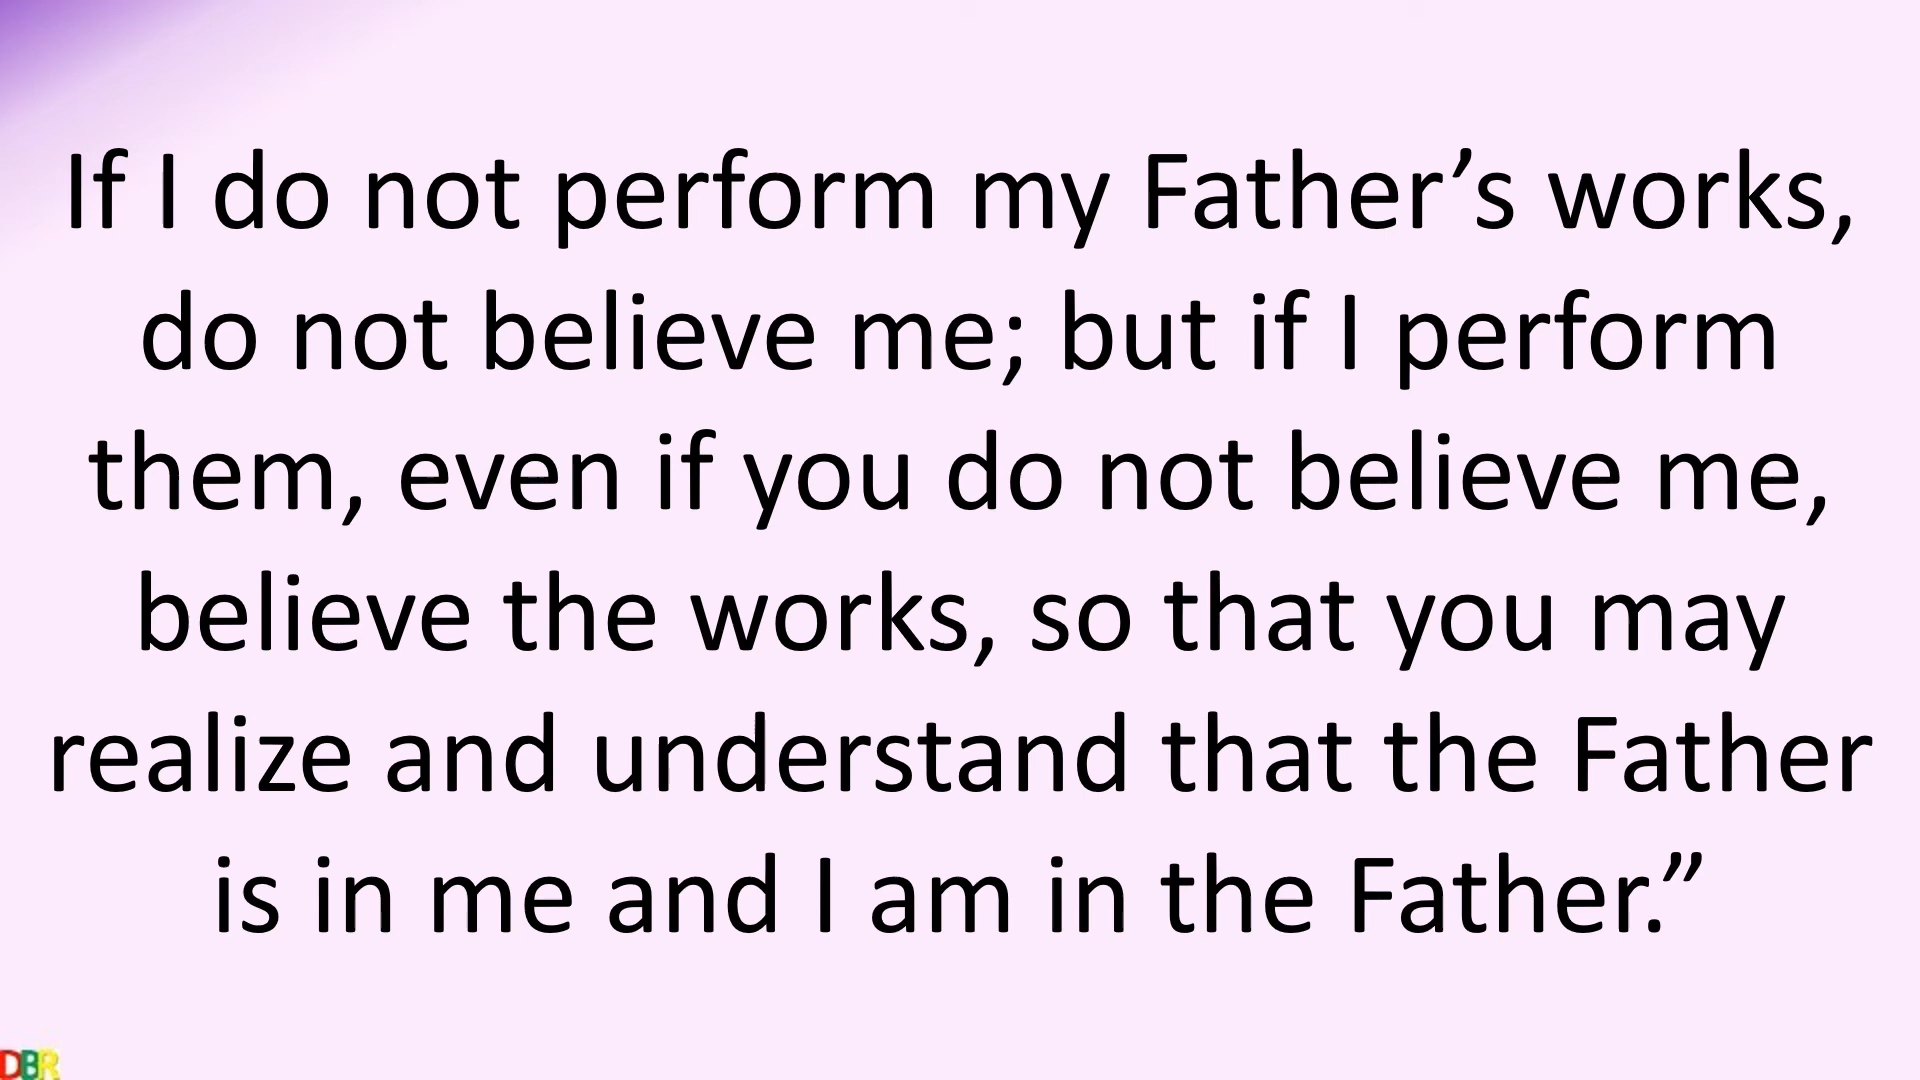 If I do not perform my Father’s works,
do not believe me; but if I perform
them, even if you do not believe me,
believe the works, so that you may
realize and understand that the Father
is in me and I am in the Father.”
DBR